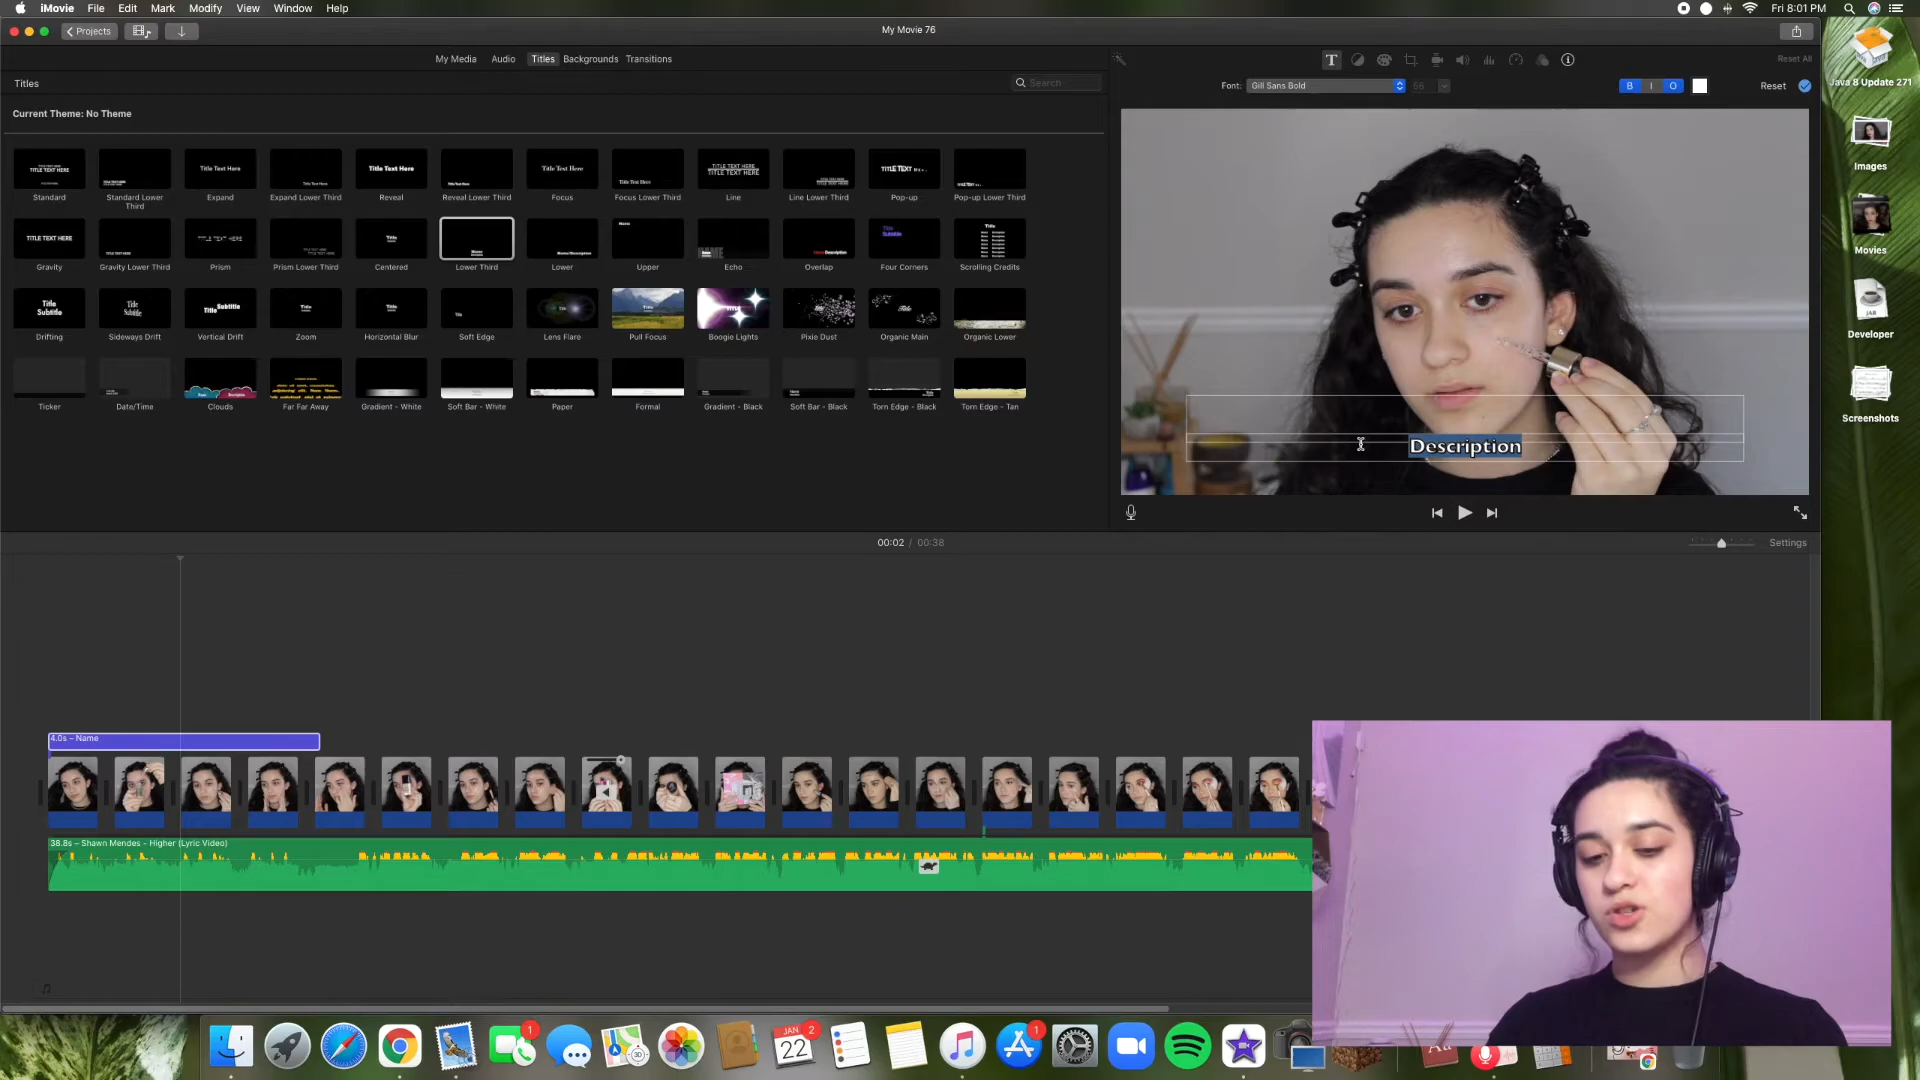 iMovie File Edit Mark Modify View Window Help
Fri 8:01 PM
Projects
My Movie 76
My Media Audio Titles Backgrounds Transitions
Reset All
Titles
Search
Font: Gill Sans Bold 56 B I O Reset
Java 8 Update 271
Current Theme: No Theme
Standard
Standard Lower Third
Expand
Expand Lower Third
Reveal
Reveal Lower Third
Focus
Focus Lower Third
Line
Line Lower Third
Pop-up
Pop-up Lower Third
Images
Gravity
Gravity Lower Third
Prism
Prism Lower Third
Centered
Lower Third
Lower
Upper
Echo
Overlap
Four Corners
Scrolling Credits
Movies
Drifting
Sideways Drift
Vertical Drift
Zoom
Horizontal Blur
Soft Edge
Lens Flare
Pull Focus
Boogie Lights
Pixie Dust
Organic Main
Organic Lower
JAR
Developer
Ticker
Date/Time
Clouds
Far Far Away
Gradient - White
Soft Bar - White
Paper
Formal
Gradient - Black
Soft Bar - Black
Torn Edge - Black
Torn Edge - Tan
Screenshots
Description
00:02 / 00:38
Settings
4.0s – Name
38.8s – Shawn Mendes - Higher (Lyric Video)
1
JAN
22
2
1